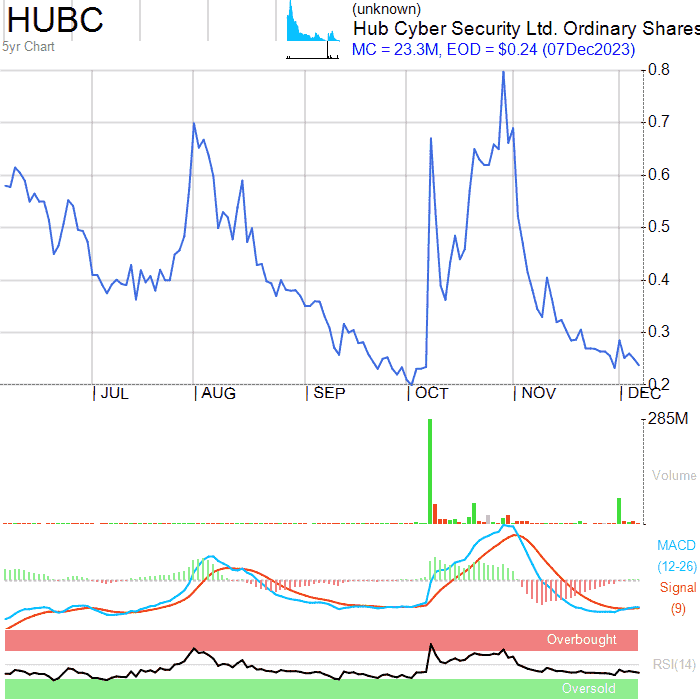 HUBC
5yr Chart
(unknown)
Hub Cyber Security Ltd. Ordinary Shares
MC = 23.3M, EOD = $0.24 (07Dec2023)
0.8
0.7
0.6
0.5
0.4
0.3
0.2
JUL AUG SEP OCT NOV DEC
285M
Volume
MACD
(12-26)
Signal
(9)
Overbought
RSI(14)
Oversold